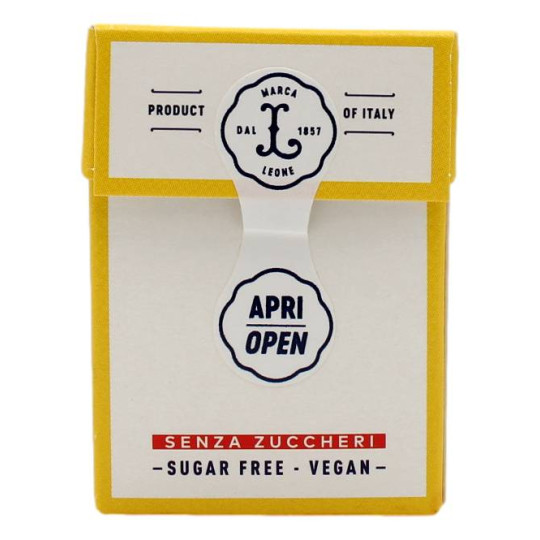 MARCA
PRODUCT
DAL L 1857
OF ITALY
LEONE
APRI
OPEN
SENZA ZUCCHERI
–SUGAR FREE - VEGAN–